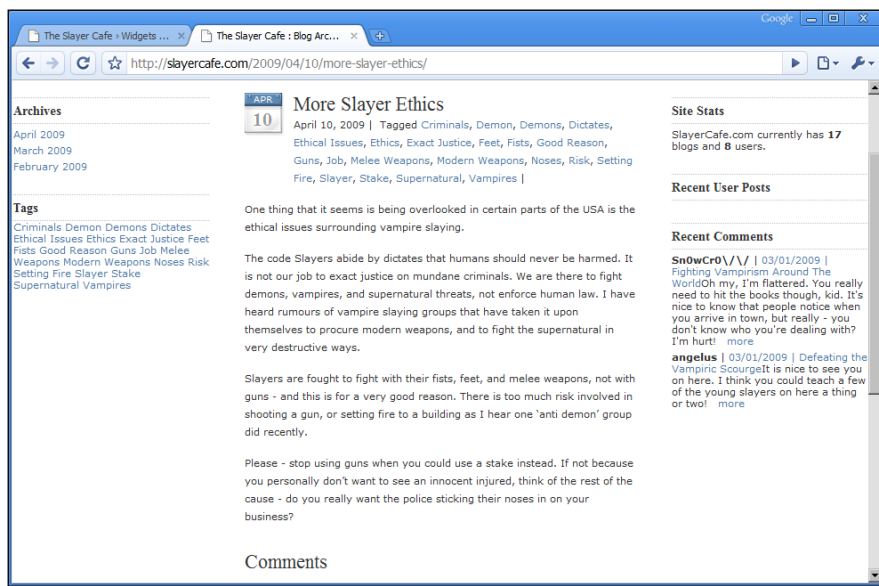 Google
The Slayer Cafe › Widgets ...
The Slayer Cafe : Blog Arc...
http://slayercafe.com/2009/04/10/more-slayer-ethics/
Archives
April 2009
March 2009
February 2009
Tags
Criminals Demon Demons Dictates
Ethical Issues Ethics Exact Justice Feet
Fists Good Reason Guns Job Melee
Weapons Modern Weapons Noses Risk
Setting Fire Slayer Stake
Supernatural Vampires
APR
10
More Slayer Ethics
April 10, 2009 | Tagged Criminals, Demon, Demons, Dictates,
Ethical Issues, Ethics, Exact Justice, Feet, Fists, Good Reason,
Guns, Job, Melee Weapons, Modern Weapons, Noses, Risk, Setting
Fire, Slayer, Stake, Supernatural, Vampires |
One thing that it seems is being overlooked in certain parts of the USA is the
ethical issues surrounding vampire slaying.
The code Slayers abide by dictates that humans should never be harmed. It
is not our job to exact justice on mundane criminals. We are there to fight
demons, vampires, and supernatural threats, not enforce human law. I have
heard rumours of vampire slaying groups that have taken it upon
themselves to procure modern weapons, and to fight the supernatural in
very destructive ways.
Slayers are fought to fight with their fists, feet, and melee weapons, not with
guns - and this is for a very good reason. There is too much risk involved in
shooting a gun, or setting fire to a building as I hear one ‘anti demon’ group
did recently.
Please - stop using guns when you could use a stake instead. If not because
you personally don’t want to see an innocent injured, think of the rest of the
cause - do you really want the police sticking their noses in on your
business?
Comments
Site Stats
SlayerCafe.com currently has 17
blogs and 8 users.
Recent User Posts
Recent Comments
Sn0wCr0\/\/ | 03/01/2009 |
Fighting Vampirism Around The
WorldOh my, I'm flattered. You really
need to hit the books though, kid. It's
nice to know that people notice when
you arrive in town, but really - you
don't know who you're dealing with?
I'm hurt! more
angelus | 03/01/2009 | Defeating the
Vampiric ScourgeIt is nice to see you
on here. I think you could teach a few
of the young slayers on here a thing
or two! more